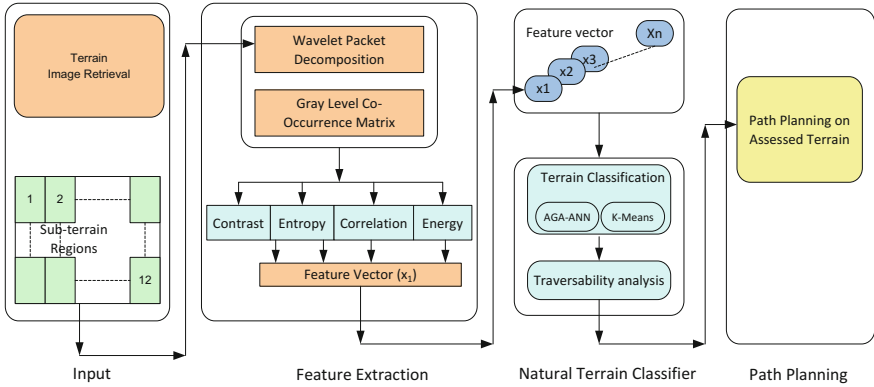 Terrain
Image Retrieval
1
2
Sub-terrain
Regions
12
Input
Wavelet Packet
Decomposition
Gray Level Co-
Occurrence Matrix
Contrast
Entropy
Correlation
Energy
Feature Vector (x1)
Feature Extraction
Feature vector
Xn
x3
x2
x1
Terrain Classification
AGA-ANN
K-Means
Traversability analysis
Natural Terrain Classifier
Path Planning on
Assessed Terrain
Path Planning